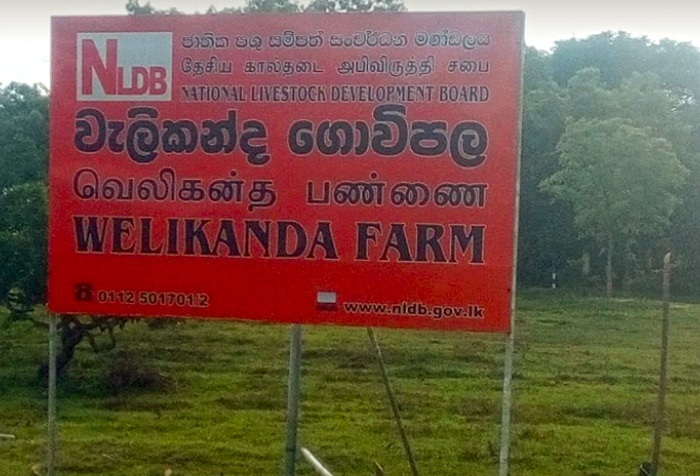 NLDB
ජාතික පශු සම්පත් සංවර්ධන මණ්ඩලය
தேசிய கால்நடை அபிவிருத்தி சபை
NATIONAL LIVESTOCK DEVELOPMENT BOARD
වැලිකන්ද ගොවිපල
வெலிகன்த பண்ணை
WELIKANDA FARM
0112 501701/2
www.nldb.gov.lk